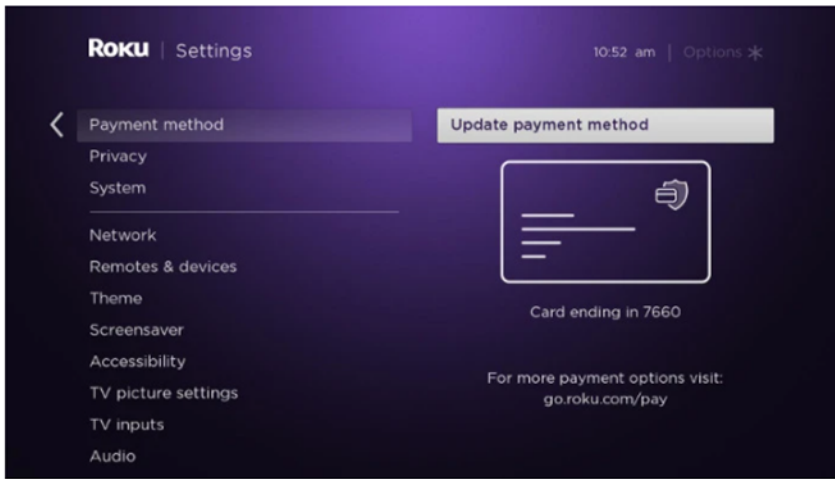 Roku | Settings
10:52 am | Options *
Payment method
Privacy
System
Network
Remotes & devices
Theme
Screensaver
Accessibility
TV picture settings
TV inputs
Audio
Update payment method
Card ending in 7660
For more payment options visit:
go.roku.com/pay